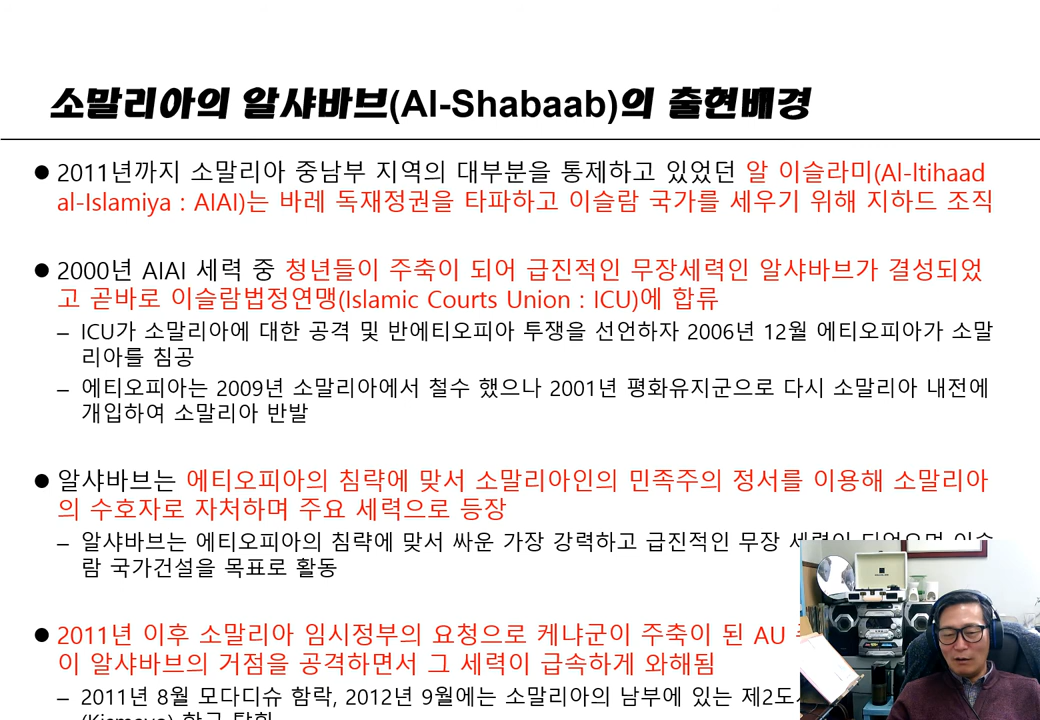 소말리아의 알샤바브(Al-Shabaab)의 출현배경
● 2011년까지 소말리아 중남부 지역의 대부분을 통제하고 있었던 알 이슬라미(Al-Itihaad
al-Islamiya : AIAI)는 바레 독재정권을 타파하고 이슬람 국가를 세우기 위해 지하드 조직
● 2000년 AIAI 세력 중 청년들이 주축이 되어 급진적인 무장세력인 알샤바브가 결성되었
고 곧바로 이슬람법정연맹(Islamic Courts Union : ICU)에 합류
– ICU가 소말리아에 대한 공격 및 반에티오피아 투쟁을 선언하자 2006년 12월 에티오피아가 소말
리아를 침공
– 에티오피아는 2009년 소말리아에서 철수 했으나 2001년 평화유지군으로 다시 소말리아 내전에
개입하여 소말리아 반발
● 알샤바브는 에티오피아의 침략에 맞서 소말리아인의 민족주의 정서를 이용해 소말리아
의 수호자로 자처하며 주요 세력으로 등장
– 알샤바브는 에티오피아의 침략에 맞서 싸운 가장 강력하고 급진적인 무장 세력이 되었으며 이슬
람 국가건설을 목표로 활동
● 2011년 이후 소말리아 임시정부의 요청으로 케냐군이 주축이 된 AU
이 알샤바브의 거점을 공격하면서 그 세력이 급속하게 와해됨
– 2011년 8월 모다디슈 함락, 2012년 9월에는 소말리아의 남부에 있는